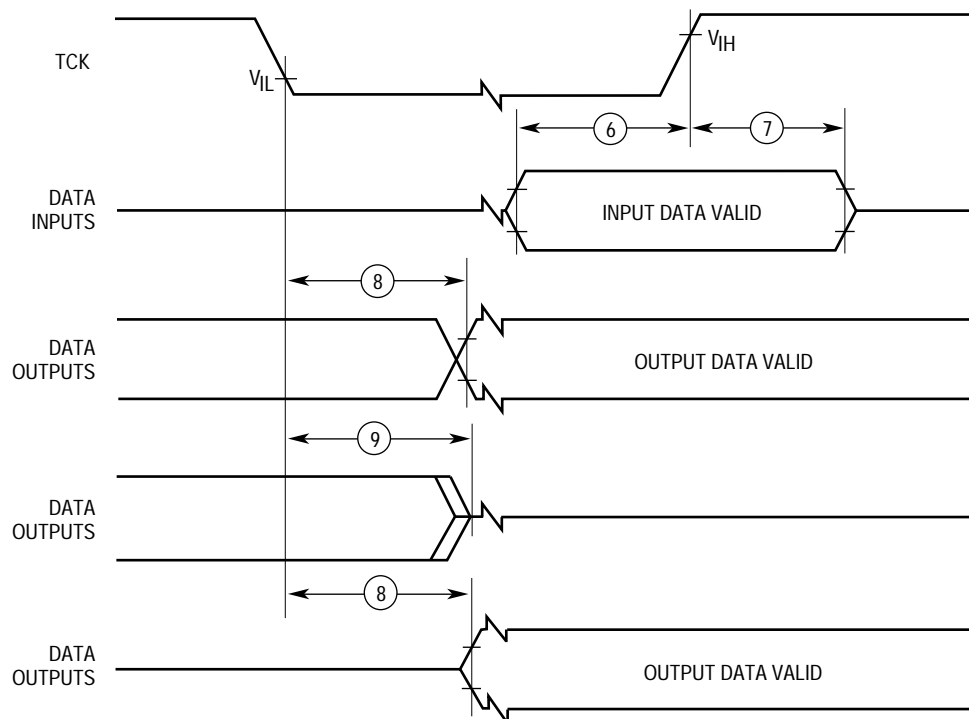 TCK
VIL
VIH
6
7
DATA
INPUTS
INPUT DATA VALID
8
DATA
OUTPUTS
OUTPUT DATA VALID
9
DATA
OUTPUTS
8
DATA
OUTPUTS
OUTPUT DATA VALID